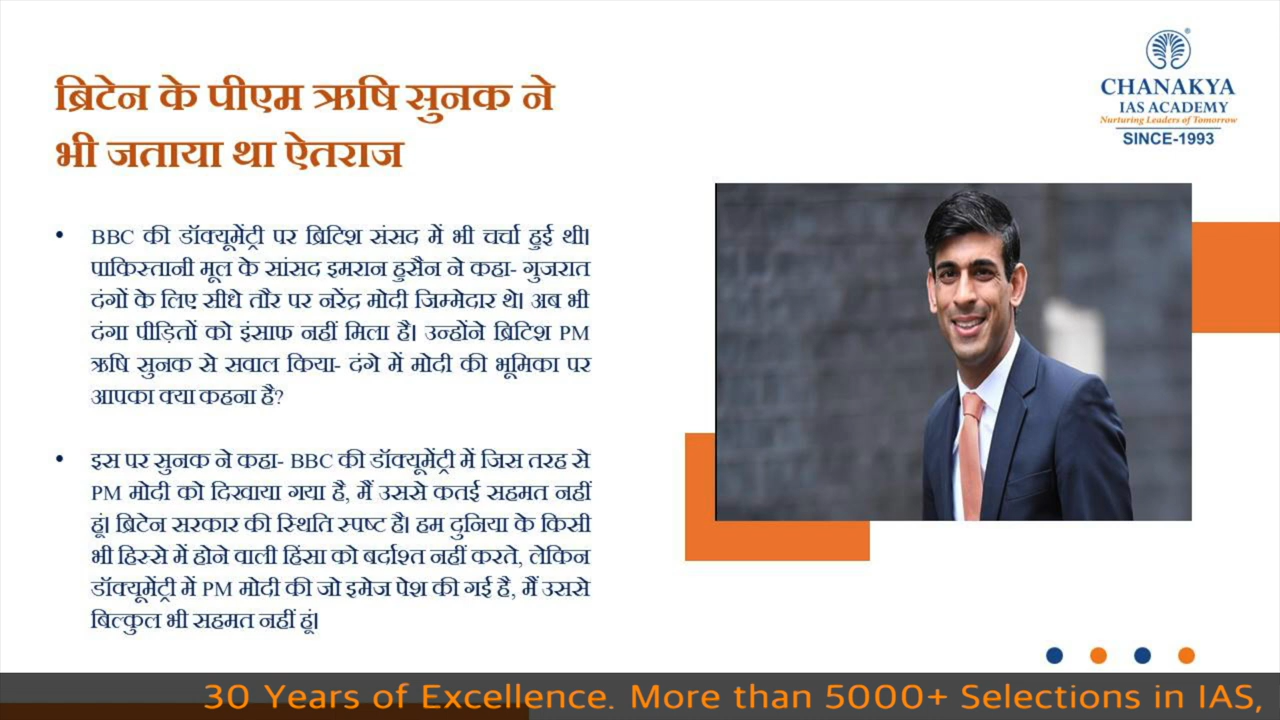 ब्रिटेन के पीएम ऋषि सुनक ने
भी जताया था ऐतराज
CHANAKYA
IAS ACADEMY
Nurturing Leaders of Tomorrow
SINCE-1993
• BBC की डॉक्यूमेंट्री पर ब्रिटिश संसद में भी चर्चा हुई थी।
पाकिस्तानी मूल के सांसद इमरान हुसैन ने कहा- गुजरात
दंगों के लिए सीधे तौर पर नरेंद्र मोदी जिम्मेदार थे। अब भी
दंगा पीड़ितों को इंसाफ नहीं मिला है। उन्होंने ब्रिटिश PM
ऋषि सुनक से सवाल किया- दंगे में मोदी की भूमिका पर
आपका क्या कहना है?
• इस पर सुनक ने कहा- BBC की डॉक्यूमेंट्री में जिस तरह से
PM मोदी को दिखाया गया है, मैं उससे कतई सहमत नहीं
हूं। ब्रिटेन सरकार की स्थिति स्पष्ट है। हम दुनिया के किसी
भी हिस्से में होने वाली हिंसा को बर्दाश्त नहीं करते, लेकिन
डॉक्यूमेंट्री में PM मोदी की जो इमेज पेश की गई है, मैं उससे
बिल्कुल भी सहमत नहीं हूं।
30 Years of Excellence. More than 5000+ Selections in IAS,